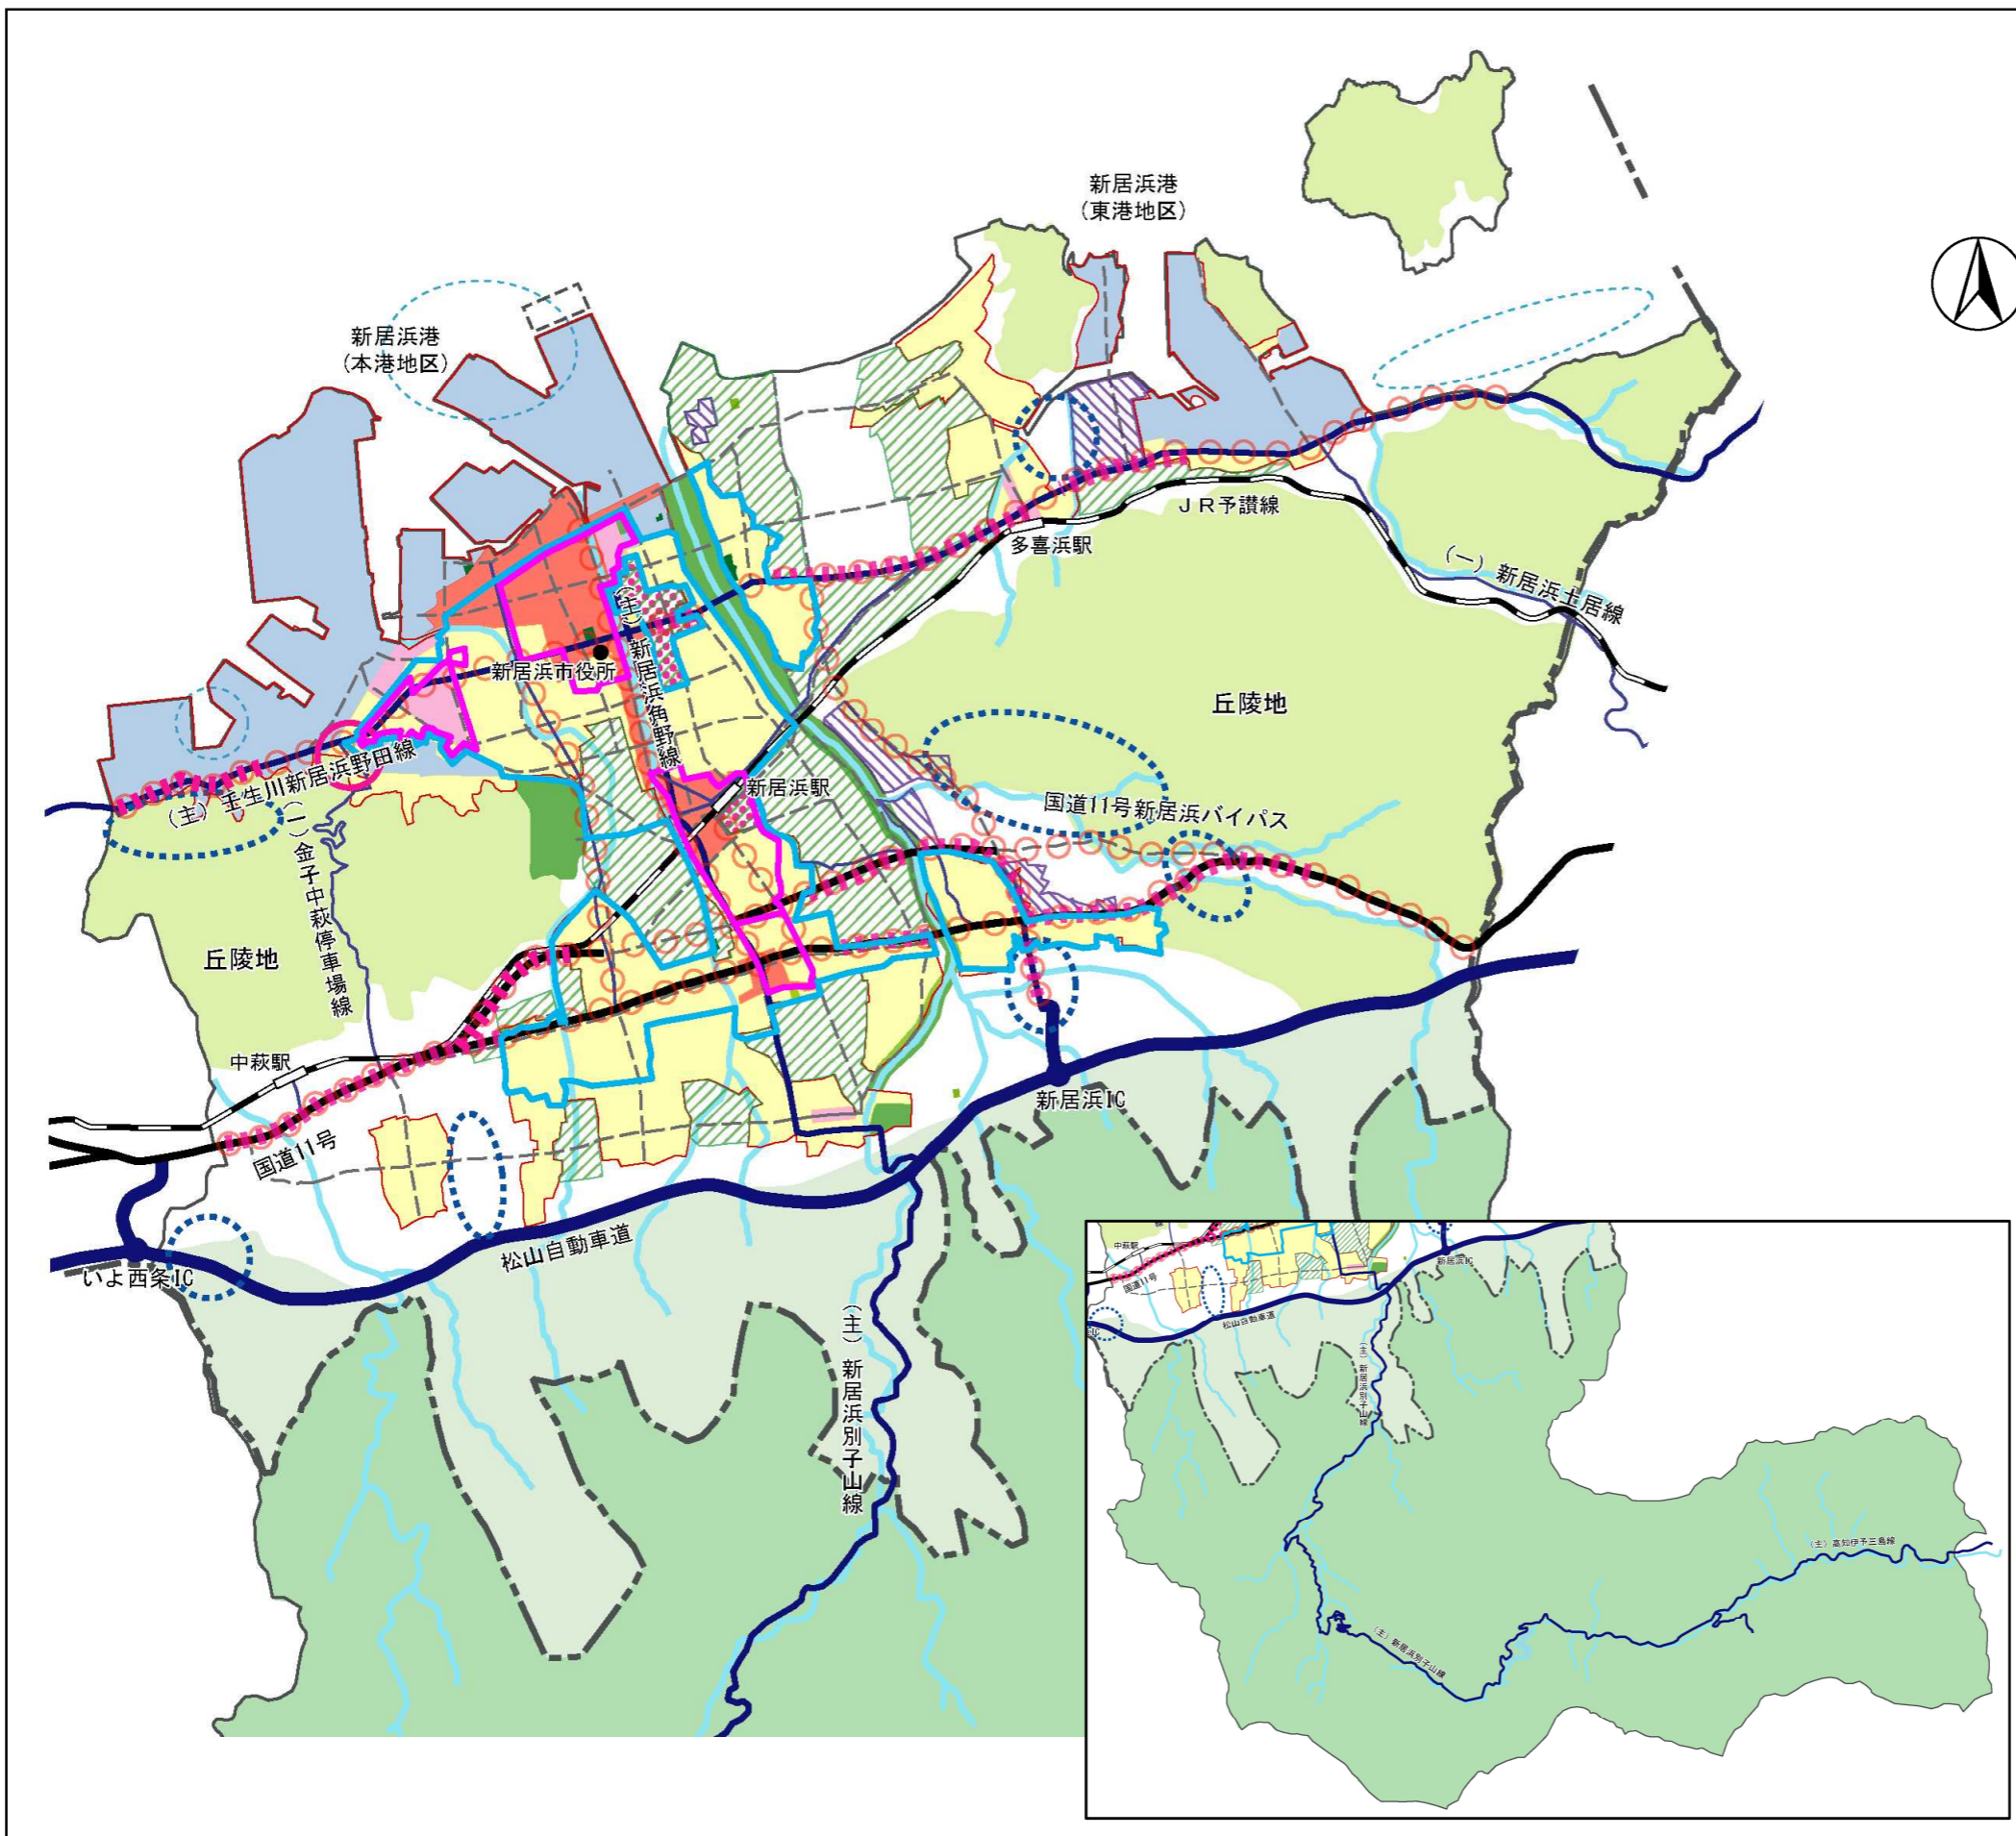 新居浜港
(東港地区)
新居浜港
(本港地区)
JR予讃線
多喜浜駅
(一)新居浜土居線
(主)新居浜角野線
新居浜市役所
丘陵地
新居浜駅
(主)壬生川新居浜野田線
国道11号新居浜バイパス
(一)金子中萩停車場線
丘陵地
中萩駅
新居浜IC
国道11号
松山自動車道
いよ西条IC
(主)新居浜別子山線
中萩駅
新居浜IC
国道11号
松山自動車道
(主)新居浜別子山線
(主)高知伊予三島線
(主)新居浜別子山線